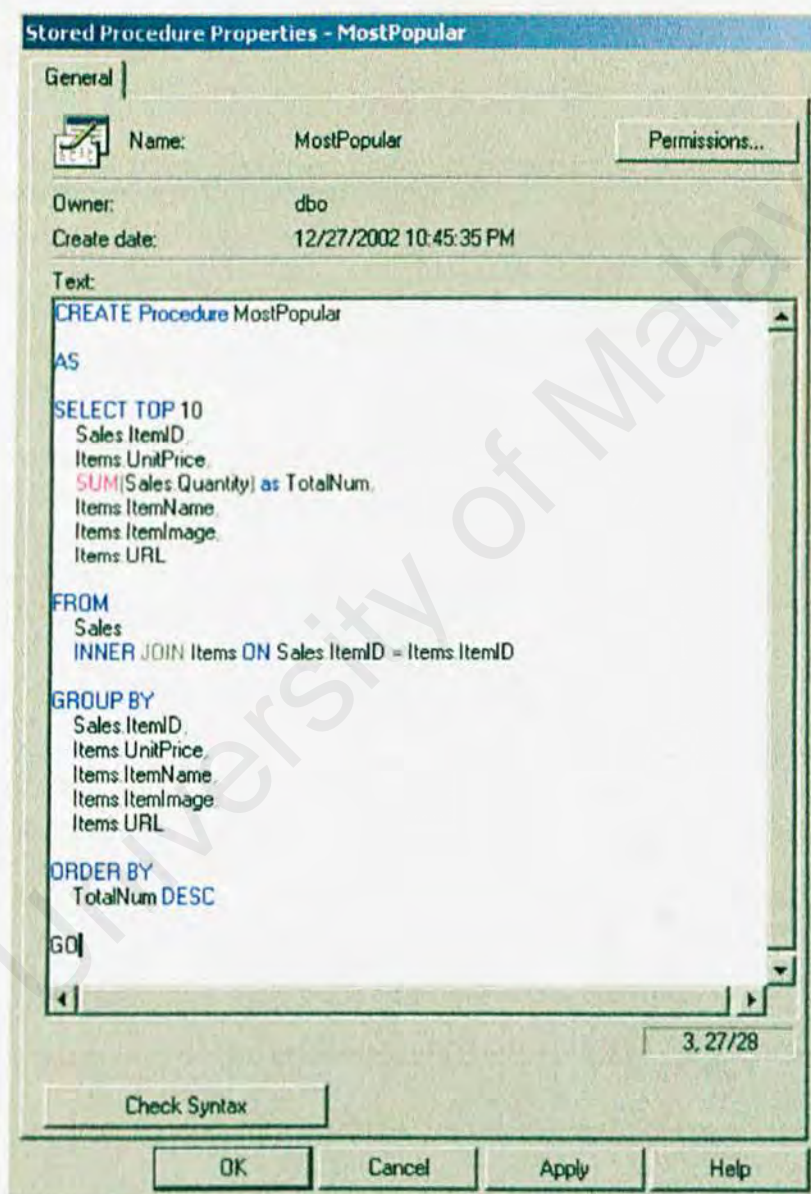 Stored Procedure Properties - MostPopular
General
Name: MostPopular Permissions...
Owner: dbo
Create date: 12/27/2002 10:45:35 PM
Text:
CREATE Procedure MostPopular
AS
SELECT TOP 10
Sales.ItemID,
Items.UnitPrice,
SUM(Sales.Quantity) as TotalNum,
Items.ItemName,
Items.ItemImage,
Items.URL
FROM
Sales
INNER JOIN Items ON Sales.ItemID = Items.ItemID
GROUP BY
Sales.ItemID,
Items.UnitPrice,
Items.ItemName,
Items.ItemImage,
Items.URL
ORDER BY
TotalNum DESC
GO
3, 27/28
Check Syntax
OK Cancel Apply Help
University of Malay